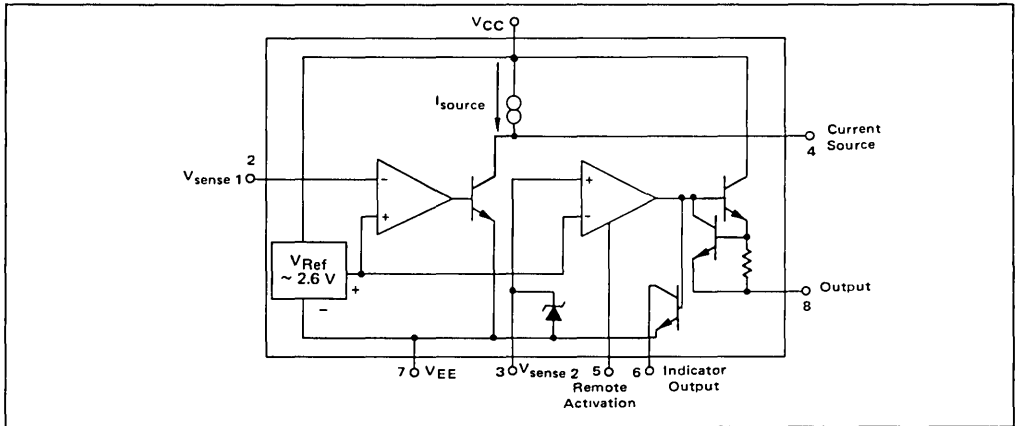 VCC
Isource
Current
Source
4
2
Vsense 1
-
+
+
-
VRef
~ 2.6 V
+
-
Output
8
7 VEE
3 Vsense 2
5
Remote
Activation
6
Indicator
Output